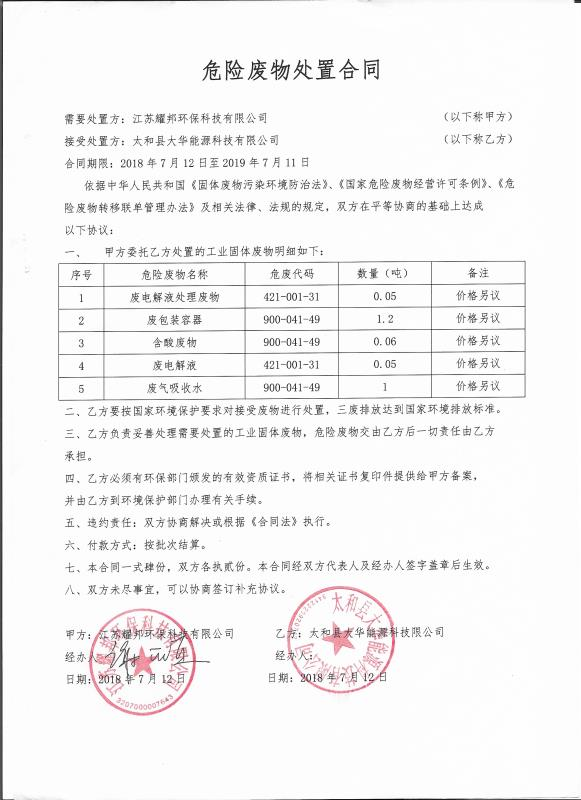 危险废物处置合同
需要处置方：江苏耀邦环保科技有限公司 （以下称甲方）
接受处置方：太和县大华能源科技有限公司 （以下称乙方）
合同期限：2018 年 7 月 12 日至 2019 年 7 月 11 日
依据中华人民共和国《固体废物污染环境防治法》、《国家危险废物经营许可条例》、《危
险废物转移联单管理办法》及相关法律、法规的规定，双方在平等协商的基础上达成
以下协议：
一、 甲方委托乙方处置的工业固体废物明细如下：
序号 危险废物名称 危废代码 数量（吨） 备注
1 废电解液处理废物 421-001-31 0.05 价格另议
2 废包装容器 900-041-49 1.2 价格另议
3 含酸废物 900-041-49 0.06 价格另议
4 废电解液 421-001-31 0.05 价格另议
5 废气吸收水 900-041-49 1 价格另议
二、乙方要按国家环境保护要求对接受废物进行处置，三废排放达到国家环境排放标准。
三、乙方负责妥善处理需要处置的工业固体废物，危险废物交由乙方后一切责任由乙方
承担。
四、乙方必须有环保部门颁发的有效资质证书，将相关证书复印件提供给甲方备案，
并由乙方到环境保护部门办理有关手续。
五、违约责任：双方协商解决或根据《合同法》执行。
六、付款方式：按批次结算。
七、本合同一式肆份，双方各执贰份。本合同经双方代表人及经办人签字盖章后生效。
八、双方未尽事宜，可以协商签订补充协议。
甲方：江苏耀邦环保科技有限公司 乙方：太和县大华能源科技有限公司
经办人： 经办人：
日期：2018 年 7 月 12 日 日期：2018 年 7 月 12 日
江苏耀邦环保科技有限公司
3207000007643
太和县大华能源科技有限公司